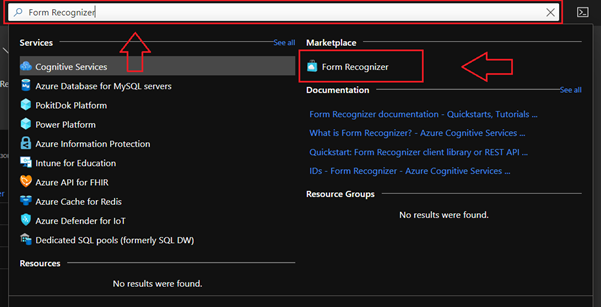 Form Recognizer
Services
See all
Cognitive Services
Azure Database for MySQL servers
PokitDok Platform
Power Platform
Azure Information Protection
Intune for Education
Azure API for FHIR
Azure Cache for Redis
Azure Defender for IoT
Dedicated SQL pools (formerly SQL DW)
Resources
No results were found.
Marketplace
Form Recognizer
Documentation
See all
Form Recognizer documentation - Quickstarts, Tutorials ...
What is Form Recognizer? - Azure Cognitive Services ...
Quickstart: Form Recognizer client library or REST API ...
IDs - Form Recognizer - Azure Cognitive Services ...
Resource Groups
No results were found.